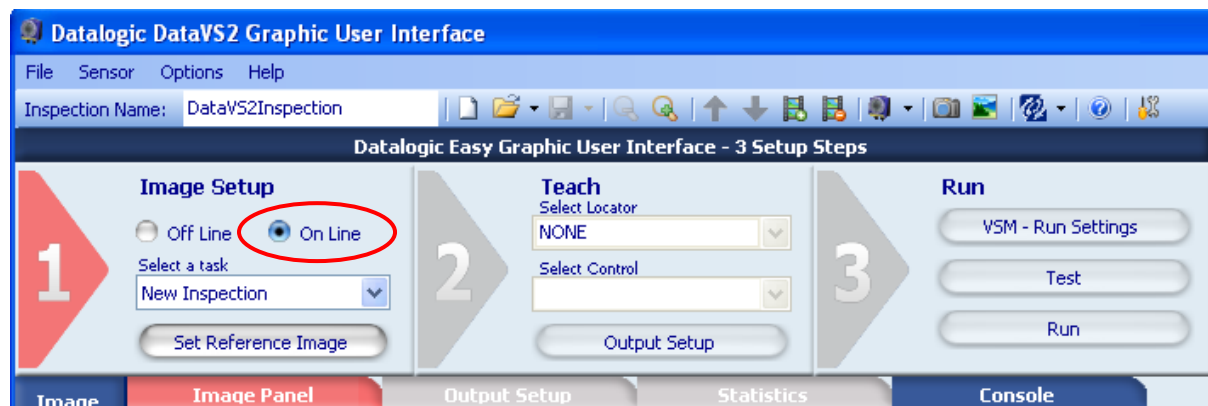 Datalogic DataVS2 Graphic User Interface
File Sensor Options Help
Inspection Name: DataVS2Inspection
Datalogic Easy Graphic User Interface - 3 Setup Steps
1
Image Setup
Off Line On Line
Select a task
New Inspection
Set Reference Image
2
Teach
Select Locator
NONE
Select Control
Output Setup
3
Run
VSM - Run Settings
Test
Run
Image Image Panel Output Setup Statistics Console